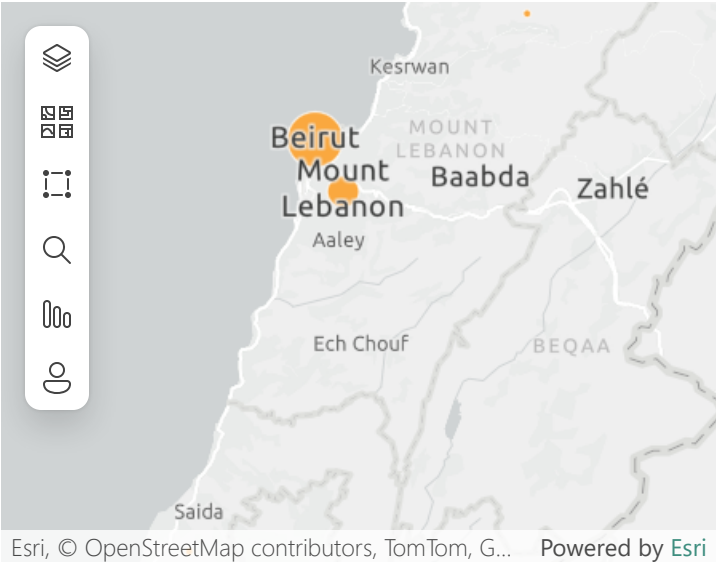 Kesrwan
Beirut
MOUNT
LEBANON
Mount
Lebanon
Baabda
Zahlé
Aaley
Ech Chouf
BEQAA
Saida
Esri, © OpenStreetMap contributors, TomTom, G... Powered by Esri